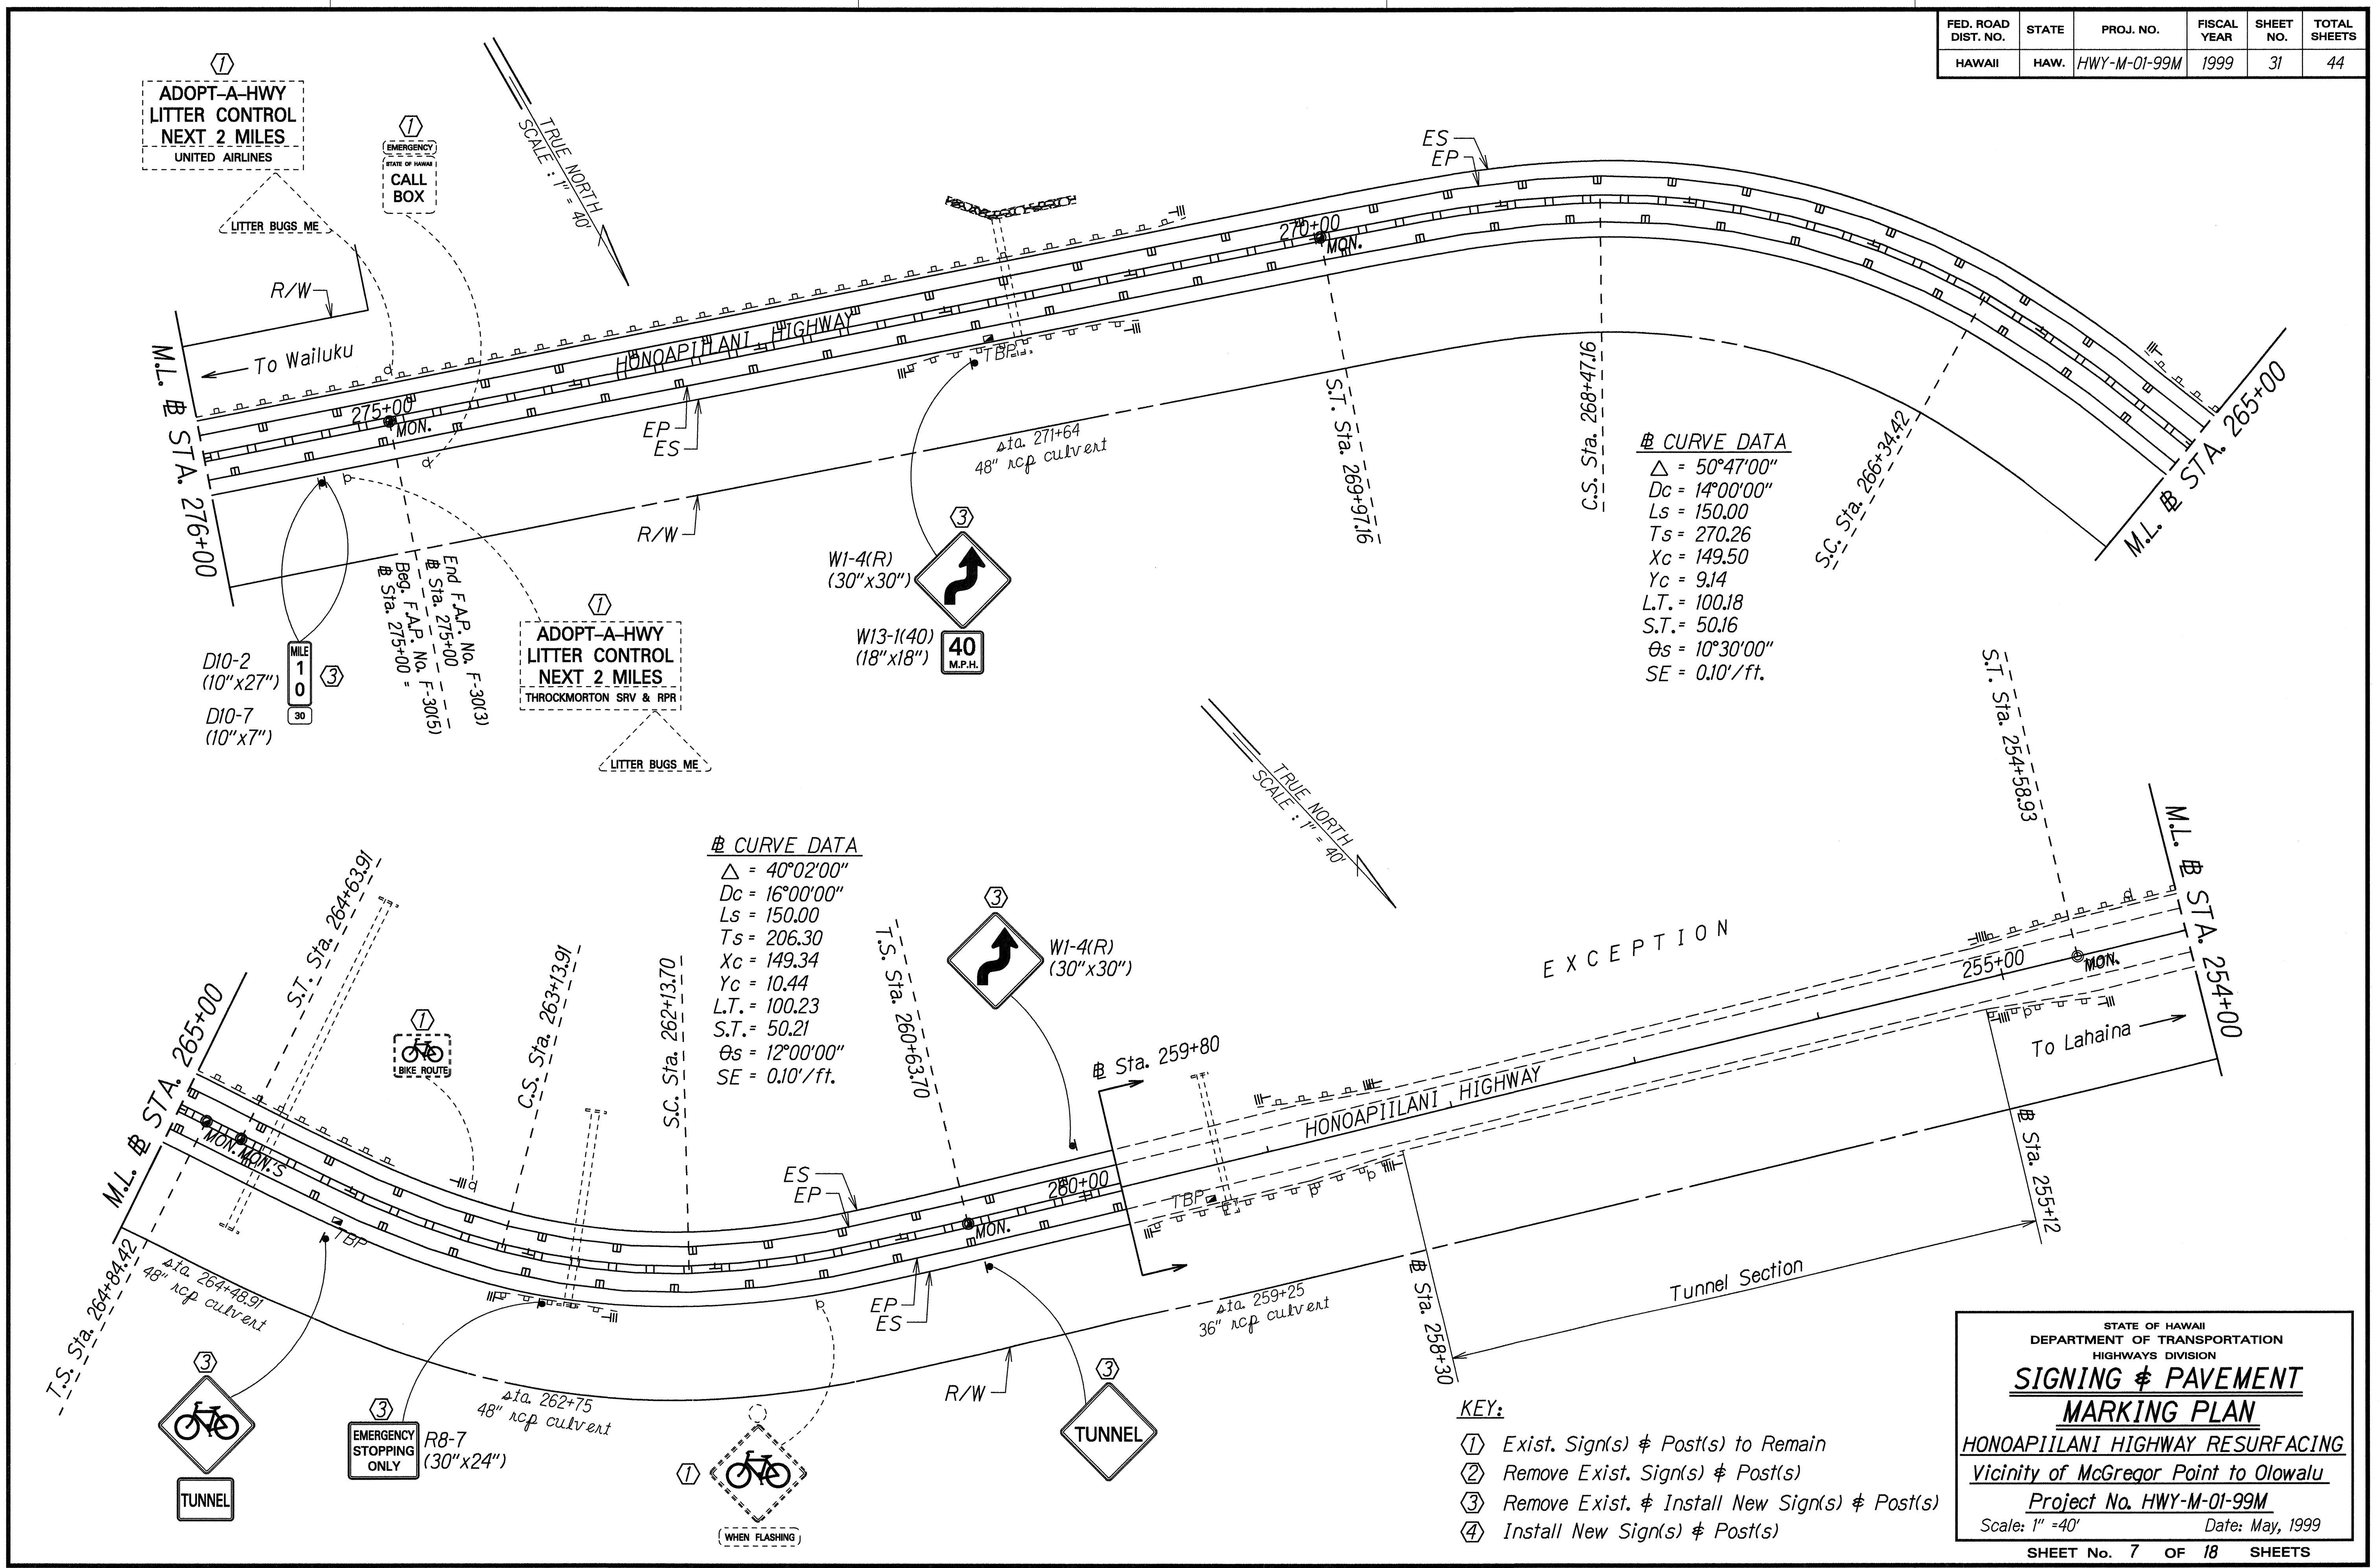 FED. ROAD DIST. NO. STATE PROJ. NO. FISCAL YEAR SHEET NO. TOTAL SHEETS
HAWAII HAW. HWY-M-01-99M 1999 31 44
1
ADOPT-A-HWY
LITTER CONTROL
NEXT 2 MILES
UNITED AIRLINES
LITTER BUGS ME
1
EMERGENCY
STATE OF HAWAII
CALL
BOX
TRUE NORTH
SCALE : 1" = 40'
ES
EP
R/W
To Wailuku
M.L. B STA. 276+00
275+00
MON.
HONOAPIILANI HIGHWAY
270+00
MON.
TBP
EP
ES
R/W
sta. 271+64
48" rcp culvert
S.T. Sta. 269+97.16
C.S. Sta. 268+47.16
S.C. Sta. 266+34.42
M.L. B STA. 265+00
B CURVE DATA
△ = 50°47'00"
Dc = 14°00'00"
Ls = 150.00
Ts = 270.26
Xc = 149.50
Yc = 9.14
L.T. = 100.18
S.T. = 50.16
θs = 10°30'00"
SE = 0.10'/ft.
3
W1-4(R)
(30"x30")
W13-1(40)
(18"x18")
40
M.P.H.
D10-2
(10"x27")
MILE
1
0
3
D10-7
(10"x7")
30
End F.A.P. No. F-30(3)
B Sta. 275+00
Beg. F.A.P. No. F-30(5)
B Sta. 275+00 =
1
ADOPT-A-HWY
LITTER CONTROL
NEXT 2 MILES
THROCKMORTON SRV & RPR
LITTER BUGS ME
TRUE NORTH
SCALE : 1" = 40'
S.T. Sta. 254+58.93
M.L. B STA. 254+00
B CURVE DATA
△ = 40°02'00"
Dc = 16°00'00"
Ls = 150.00
Ts = 206.30
Xc = 149.34
Yc = 10.44
L.T. = 100.23
S.T. = 50.21
θs = 12°00'00"
SE = 0.10'/ft.
M.L. B STA. 265+00
S.T. Sta. 264+63.91
MON.
MON.'S
1
BIKE ROUTE
C.S. Sta. 263+13.91
S.C. Sta. 262+13.70
T.S. Sta. 260+63.70
3
W1-4(R)
(30"x30")
B Sta. 259+80
EXCEPTION
255+00
MON.
To Lahaina
HONOAPIILANI HIGHWAY
ES
EP
260+00
MON.
TBP
TBP
EP
ES
T.S. Sta. 264+84.42
sta. 264+48.91
48" rcp culvert
sta. 262+75
48" rcp culvert
sta. 259+25
36" rcp culvert
R/W
B Sta. 258+30
Tunnel Section
B Sta. 255+12
3
TUNNEL
3
EMERGENCY
STOPPING
ONLY
R8-7
(30"x24")
1
WHEN FLASHING
3
TUNNEL
KEY:
1 Exist. Sign(s) & Post(s) to Remain
2 Remove Exist. Sign(s) & Post(s)
3 Remove Exist. & Install New Sign(s) & Post(s)
4 Install New Sign(s) & Post(s)
STATE OF HAWAII
DEPARTMENT OF TRANSPORTATION
HIGHWAYS DIVISION
SIGNING & PAVEMENT
MARKING PLAN
HONOAPIILANI HIGHWAY RESURFACING
Vicinity of McGregor Point to Olowalu
Project No. HWY-M-01-99M
Scale: 1" =40' Date: May, 1999
SHEET No. 7 OF 18 SHEETS